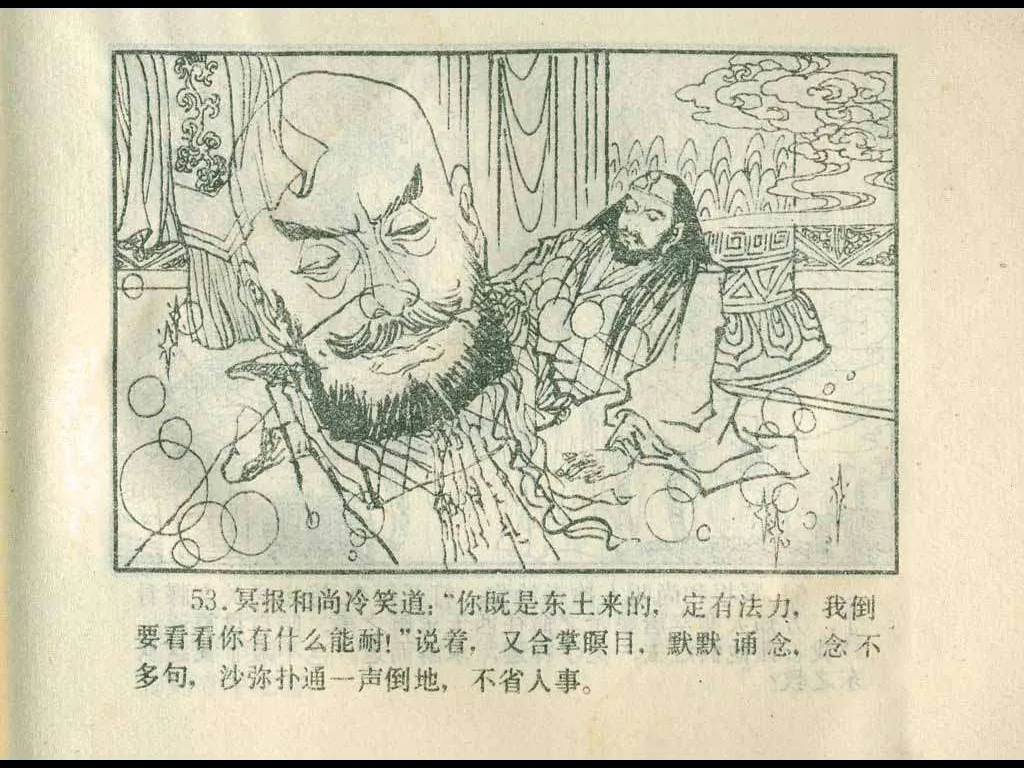 53.冥报和尚冷笑道：“你既是东土来的，定有法力，我倒
要看看你有什么能耐！”说着，又合掌瞑目，默默诵念，念不
多句，沙弥扑通一声倒地，不省人事。